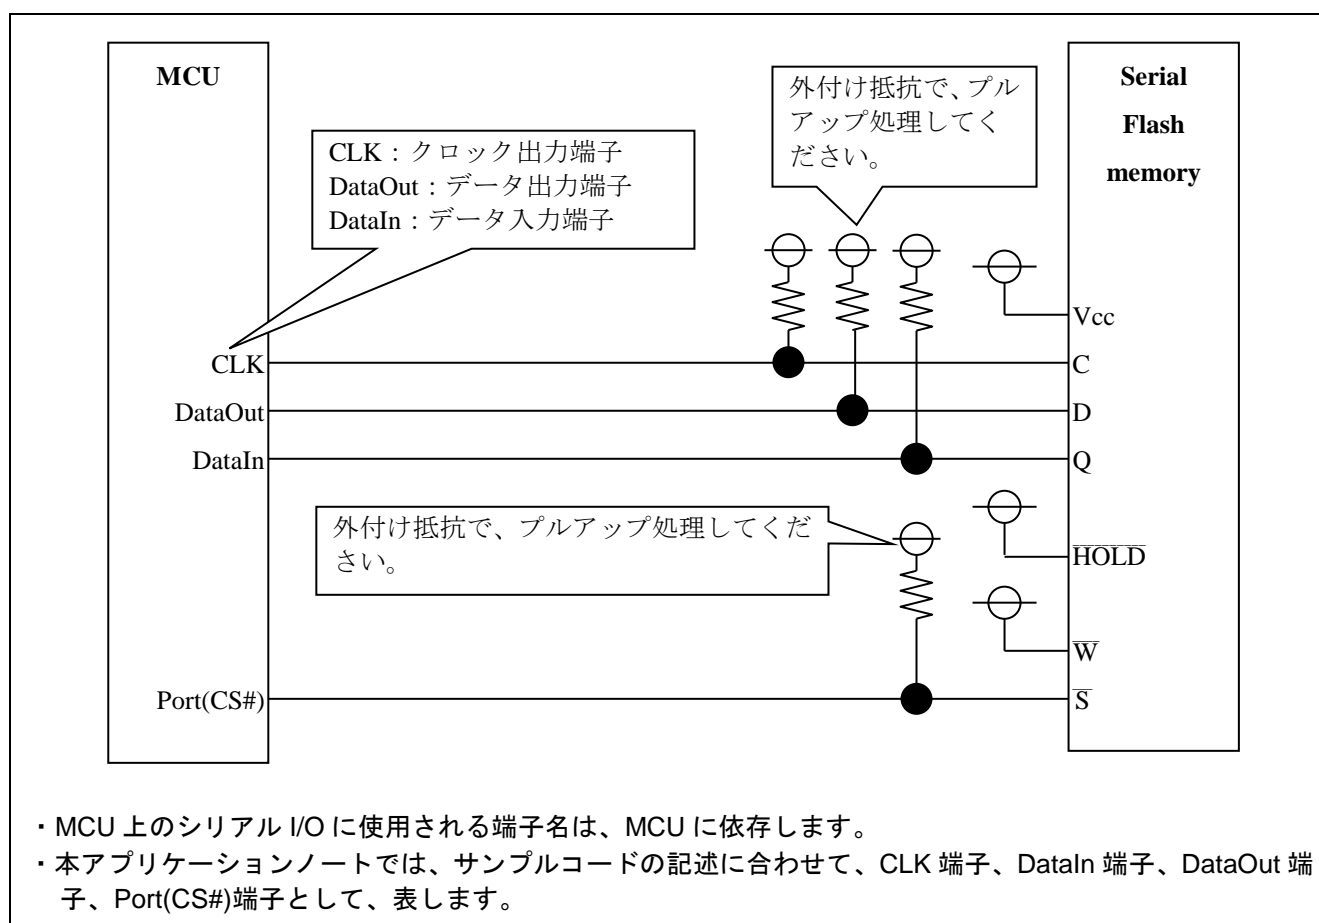 MCU
Serial
Flash
memory
外付け抵抗で、プル
アップ処理してく
ださい。
CLK：クロック出力端子
DataOut：データ出力端子
DataIn：データ入力端子
Vcc
CLK
C
DataOut
D
DataIn
Q
外付け抵抗で、プルアップ処理してくだ
さい。
H̅O̅L̅D̅
W̅
Port(CS#)
S̅
・MCU 上のシリアル I/O に使用される端子名は、MCU に依存します。
・本アプリケーションノートでは、サンプルコードの記述に合わせて、CLK 端子、DataIn 端子、DataOut 端
子、Port(CS#)端子として、表します。